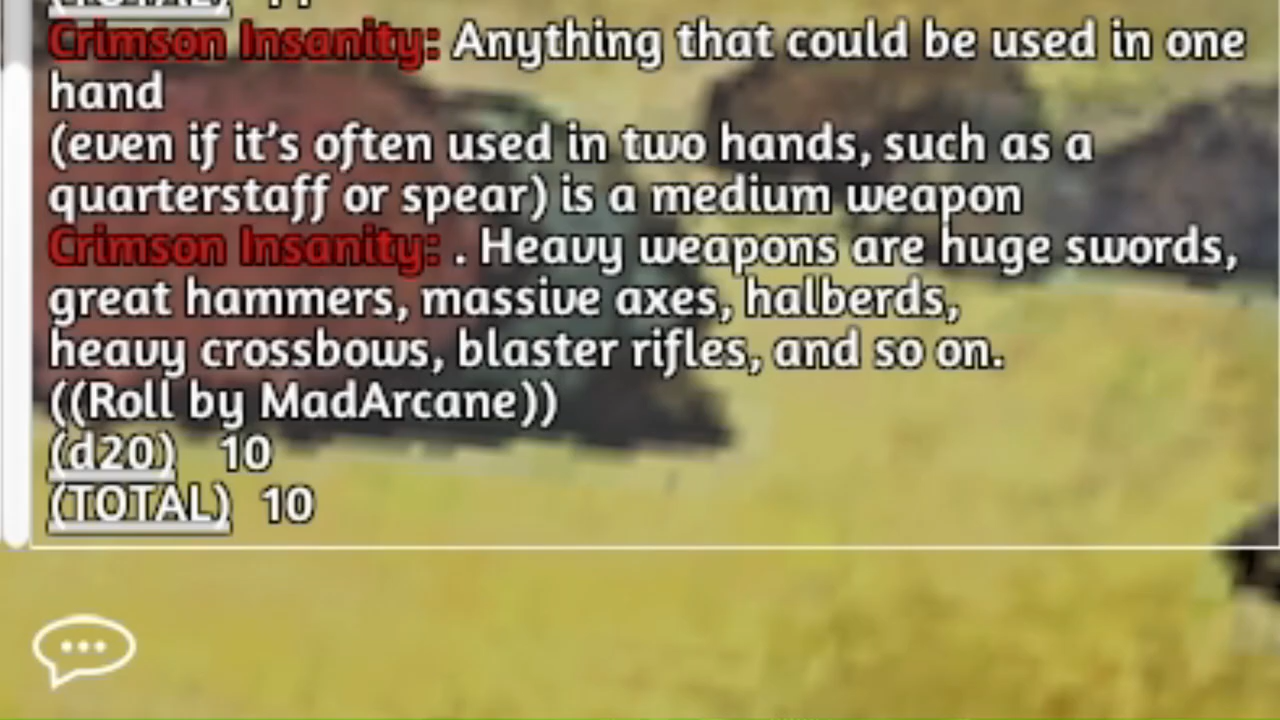 Crimson Insanity: Anything that could be used in one
hand
(even if it's often used in two hands, such as a
quarterstaff or spear) is a medium weapon
Crimson Insanity: . Heavy weapons are huge swords,
great hammers, massive axes, halberds,
heavy crossbows, blaster rifles, and so on.
((Roll by MadArcane))
(d20) 10
(TOTAL) 10